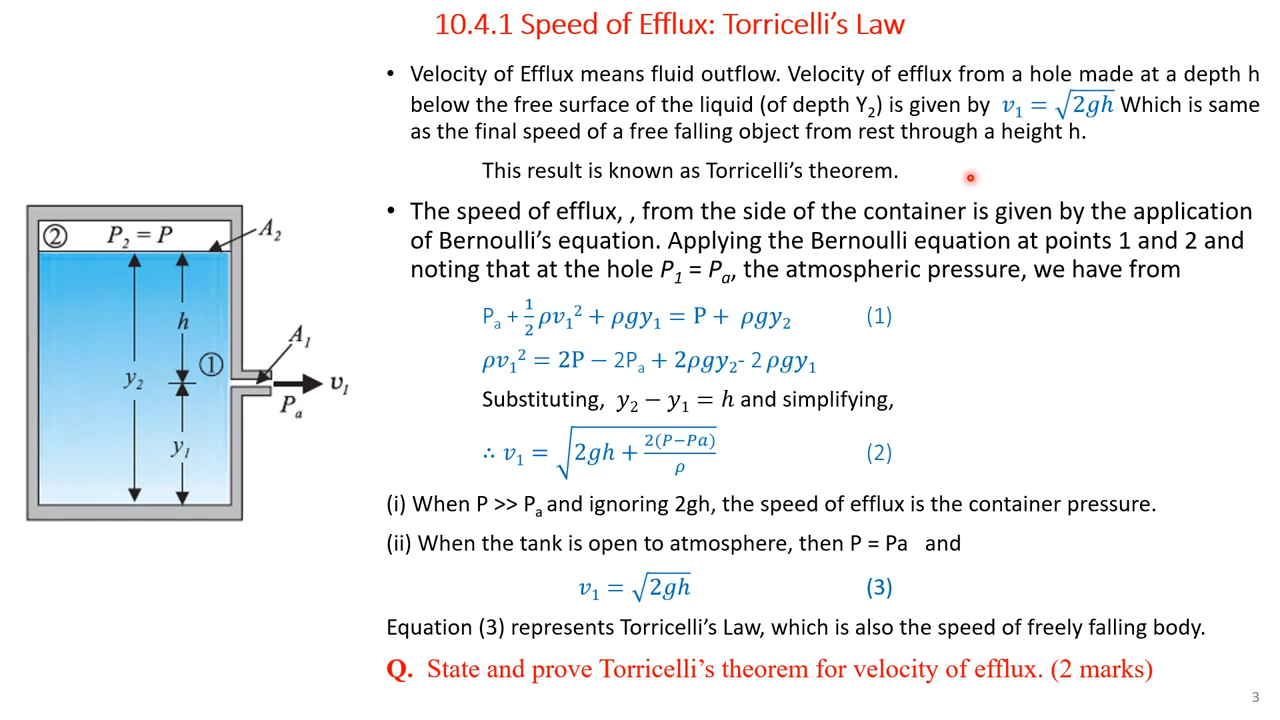 10.4.1 Speed of Efflux: Torricelli's Law
• Velocity of Efflux means fluid outflow. Velocity of efflux from a hole made at a depth h
below the free surface of the liquid (of depth Y₂) is given by v₁ = √2gh Which is same
as the final speed of a free falling object from rest through a height h.
This result is known as Torricelli's theorem.
• The speed of efflux, , from the side of the container is given by the application
of Bernoulli's equation. Applying the Bernoulli equation at points 1 and 2 and
noting that at the hole P₁ = Pₐ, the atmospheric pressure, we have from
Pₐ + 1/2 ρv₁² + ρgy₁ = P + ρgy₂ (1)
ρv₁² = 2P − 2Pₐ + 2ρgy₂- 2 ρgy₁
Substituting, y₂ − y₁ = h and simplifying,
∴ v₁ = √(2gh + 2(P−Pa)/ρ) (2)
(i) When P >> Pₐ and ignoring 2gh, the speed of efflux is the container pressure.
(ii) When the tank is open to atmosphere, then P = Pa and
v₁ = √2gh (3)
Equation (3) represents Torricelli's Law, which is also the speed of freely falling body.
Q. State and prove Torricelli's theorem for velocity of efflux. (2 marks)
② P₂ = P
A₂
h
A₁
①
y₂
v₁
Pₐ
y₁
3